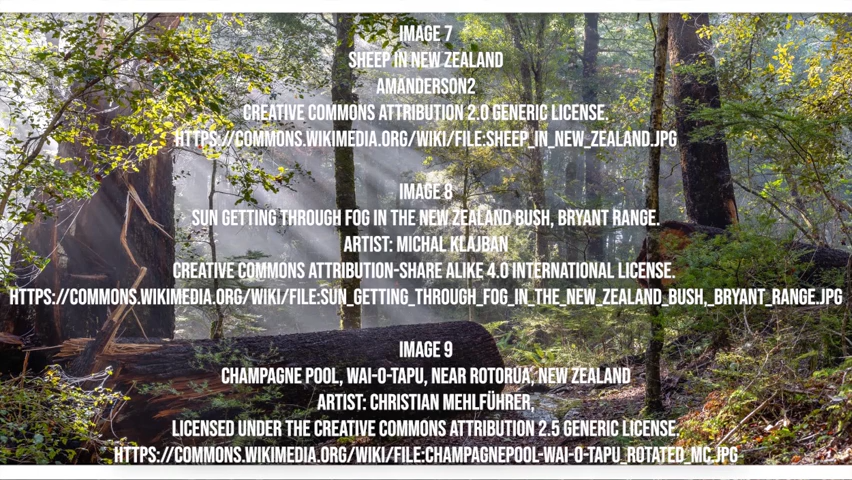 IMAGE 7
SHEEP IN NEW ZEALAND
AMANDERSON2
CREATIVE COMMONS ATTRIBUTION 2.0 GENERIC LICENSE.
HTTPS://COMMONS.WIKIMEDIA.ORG/WIKI/FILE:SHEEP_IN_NEW_ZEALAND.JPG
IMAGE 8
SUN GETTING THROUGH FOG IN THE NEW ZEALAND BUSH, BRYANT RANGE.
ARTIST: MICHAL KLAJBAN
CREATIVE COMMONS ATTRIBUTION-SHARE ALIKE 4.0 INTERNATIONAL LICENSE.
HTTPS://COMMONS.WIKIMEDIA.ORG/WIKI/FILE:SUN_GETTING_THROUGH_FOG_IN_THE_NEW_ZEALAND_BUSH,_BRYANT_RANGE.JPG
IMAGE 9
CHAMPAGNE POOL, WAI-O-TAPU, NEAR ROTORUA, NEW ZEALAND
ARTIST: CHRISTIAN MEHLFÜHRER,
LICENSED UNDER THE CREATIVE COMMONS ATTRIBUTION 2.5 GENERIC LICENSE.
HTTPS://COMMONS.WIKIMEDIA.ORG/WIKI/FILE:CHAMPAGNEPOOL-WAI-O-TAPU_ROTATED_MC.JPG